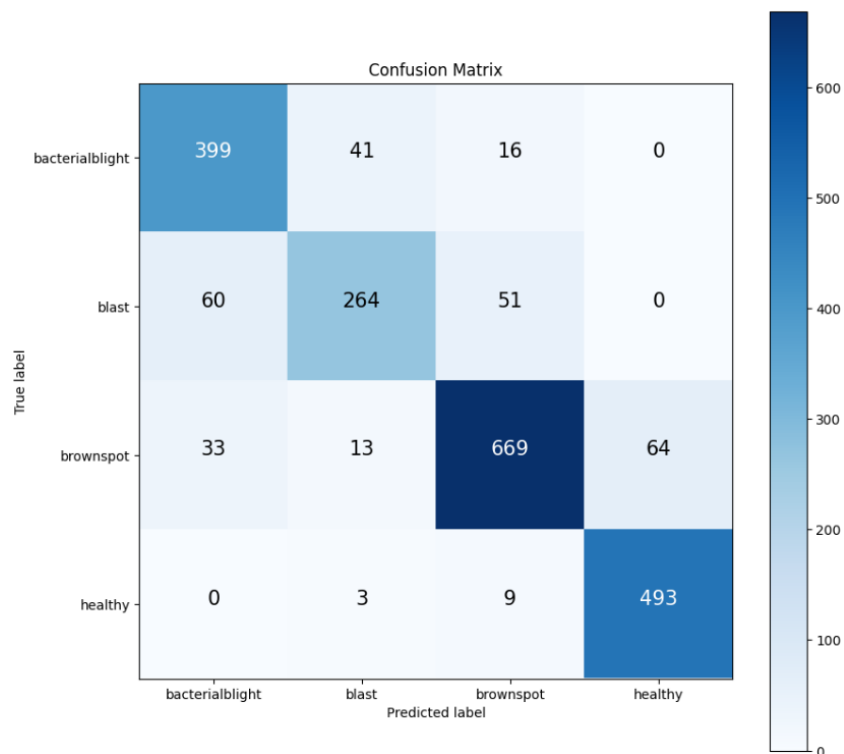 Confusion Matrix
True label
bacterialblight
399 41 16 0
blast
60 264 51 0
brownspot
33 13 669 64
healthy
0 3 9 493
bacterialblight blast brownspot healthy
Predicted label
600
500
400
300
200
100
0